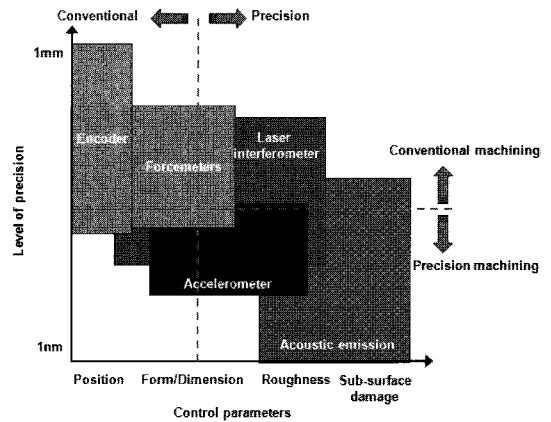 Conventional
Precision
1mm
Encoder
Laser
interferometer
Forcemeters
Conventional machining
Level of precision
Precision machining
Accelerometer
1nm
Acoustic emission
Position
Form/Dimension
Roughness
Sub-surface
damage
Control parameters